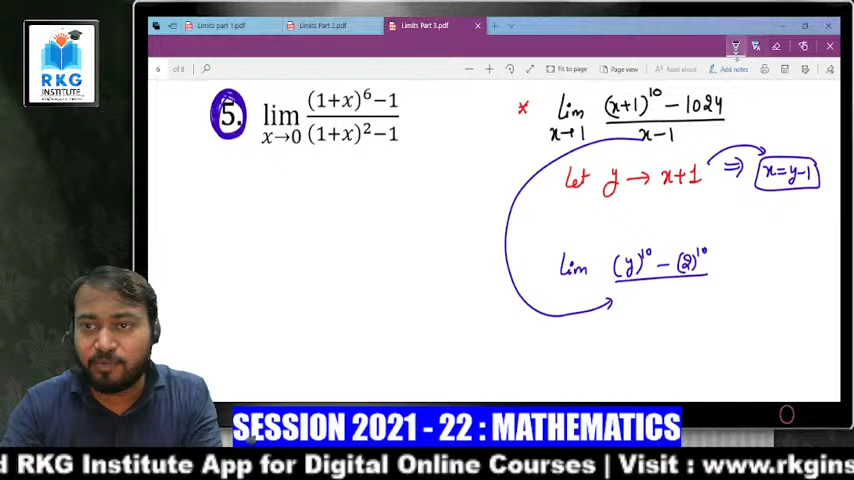 Limits part 1.pdf
Limits Part 2.pdf
Limits Part 3.pdf
6 of 8
Fit to page
Page view
Read aloud
Add notes
RKG
INSTITUTE
5. lim x→0 (1+x)^6−1 / (1+x)^2−1
* lim x→1 (x+1)^10 − 1024 / x−1
Let y → x+1 ⇒ x=y−1
lim (y)^10 − (2)^10
SESSION 2021 - 22 : MATHEMATICS
d RKG Institute App for Digital Online Courses | Visit : www.rkgins